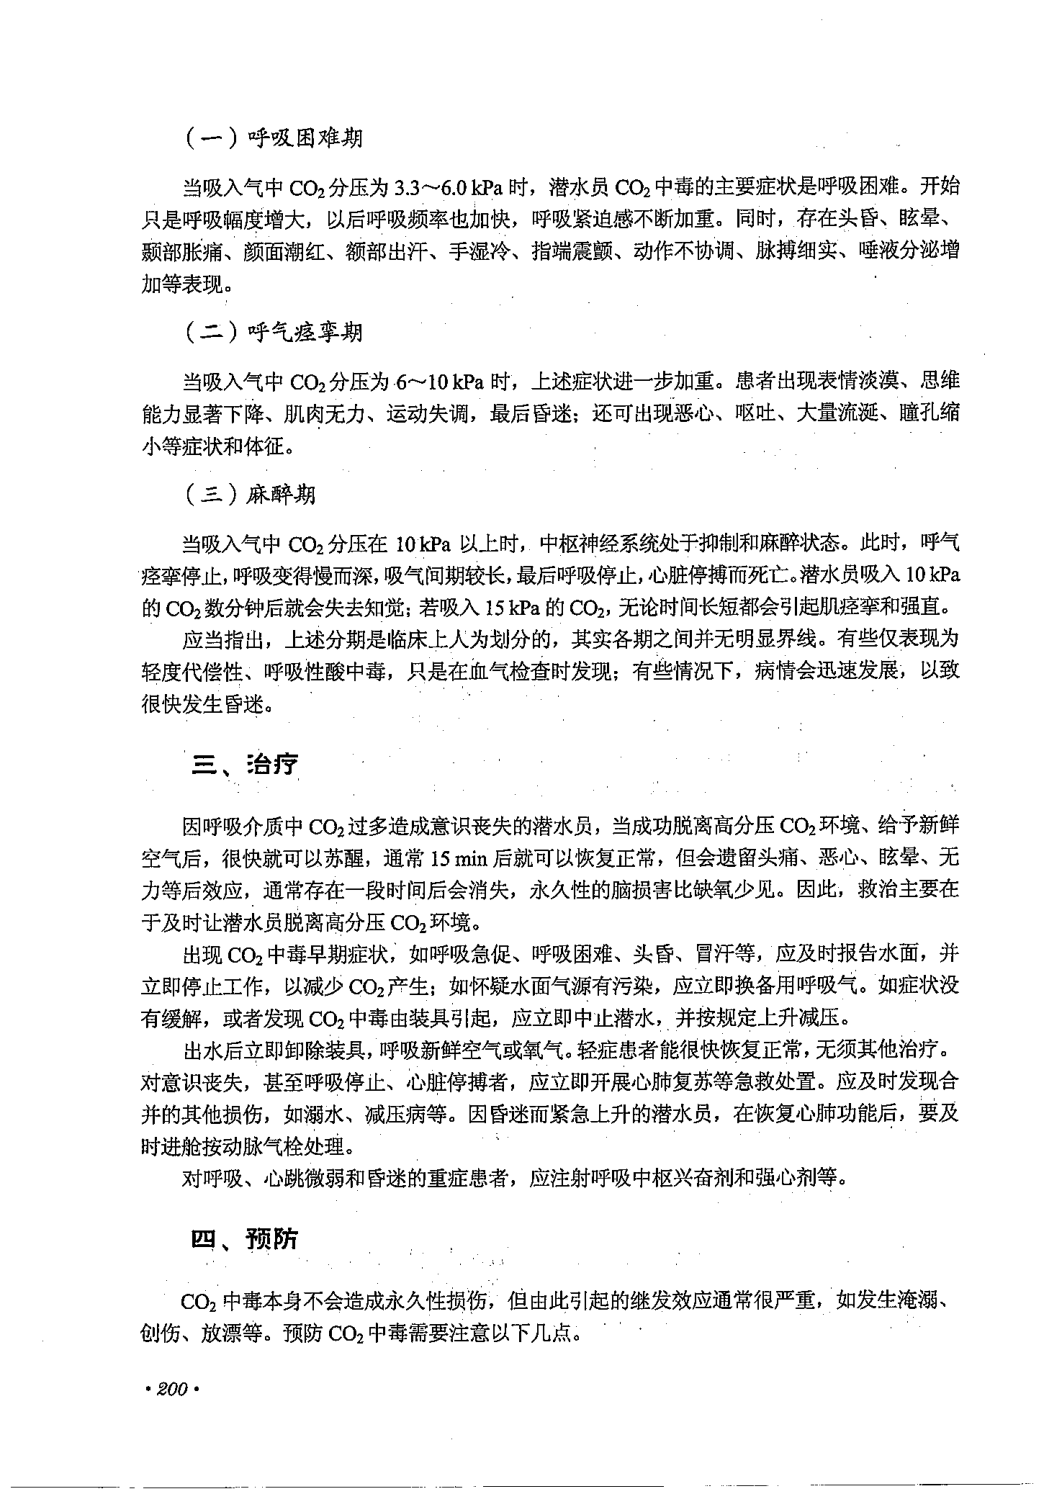 （一）呼吸困难期
当吸入气中 CO₂分压为 3.3～6.0 kPa 时，潜水员 CO₂中毒的主要症状是呼吸困难。开始
只是呼吸幅度增大，以后呼吸频率也加快，呼吸紧迫感不断加重。同时，存在头昏、眩晕、
颞部胀痛、颜面潮红、额部出汗、手湿冷、指端震颤、动作不协调、脉搏细实、唾液分泌增
加等表现。
（二）呼气痉挛期
当吸入气中 CO₂分压为 6～10 kPa 时，上述症状进一步加重。患者出现表情淡漠、思维
能力显著下降、肌肉无力、运动失调，最后昏迷；还可出现恶心、呕吐、大量流涎、瞳孔缩
小等症状和体征。
（三）麻醉期
当吸入气中 CO₂分压在 10 kPa 以上时，中枢神经系统处于抑制和麻醉状态。此时，呼气
痉挛停止，呼吸变得慢而深，吸气间期较长，最后呼吸停止，心脏停搏而死亡。潜水员吸入 10 kPa
的 CO₂数分钟后就会失去知觉；若吸入 15 kPa 的 CO₂，无论时间长短都会引起肌痉挛和强直。
应当指出，上述分期是临床上人为划分的，其实各期之间并无明显界线。有些仅表现为
轻度代偿性、呼吸性酸中毒，只是在血气检查时发现；有些情况下，病情会迅速发展，以致
很快发生昏迷。
三、治疗
因呼吸介质中 CO₂过多造成意识丧失的潜水员，当成功脱离高分压 CO₂环境、给予新鲜
空气后，很快就可以苏醒，通常 15 min 后就可以恢复正常，但会遗留头痛、恶心、眩晕、无
力等后效应，通常存在一段时间后会消失，永久性的脑损害比缺氧少见。因此，救治主要在
于及时让潜水员脱离高分压 CO₂环境。
出现 CO₂中毒早期症状，如呼吸急促、呼吸困难、头昏、冒汗等，应及时报告水面，并
立即停止工作，以减少 CO₂产生；如怀疑水面气源有污染，应立即换备用呼吸气。如症状没
有缓解，或者发现 CO₂中毒由装具引起，应立即中止潜水，并按规定上升减压。
出水后立即卸除装具，呼吸新鲜空气或氧气。轻症患者能很快恢复正常，无须其他治疗。
对意识丧失，甚至呼吸停止、心脏停搏者，应立即开展心肺复苏等急救处置。应及时发现合
并的其他损伤，如溺水、减压病等。因昏迷而紧急上升的潜水员，在恢复心肺功能后，要及
时进舱按动脉气栓处理。
对呼吸、心跳微弱和昏迷的重症患者，应注射呼吸中枢兴奋剂和强心剂等。
四、预防
CO₂ 中毒本身不会造成永久性损伤，但由此引起的继发效应通常很严重，如发生淹溺、
创伤、放漂等。预防 CO₂中毒需要注意以下几点。
·200·